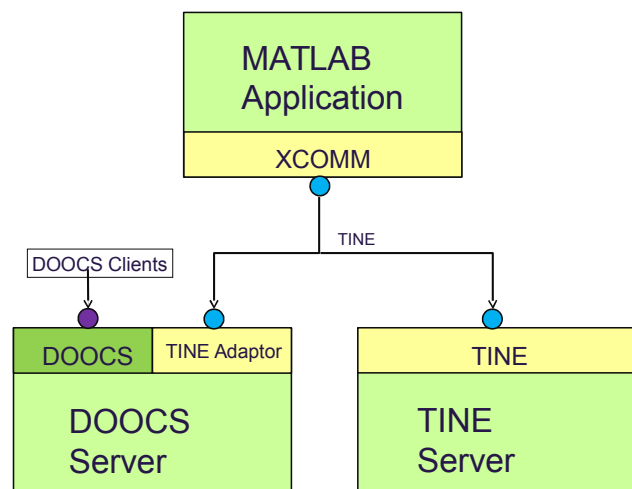 MATLAB
Application
XCOMM
TINE
DOOCS Clients
DOOCS
TINE Adaptor
TINE
DOOCS
Server
TINE
Server